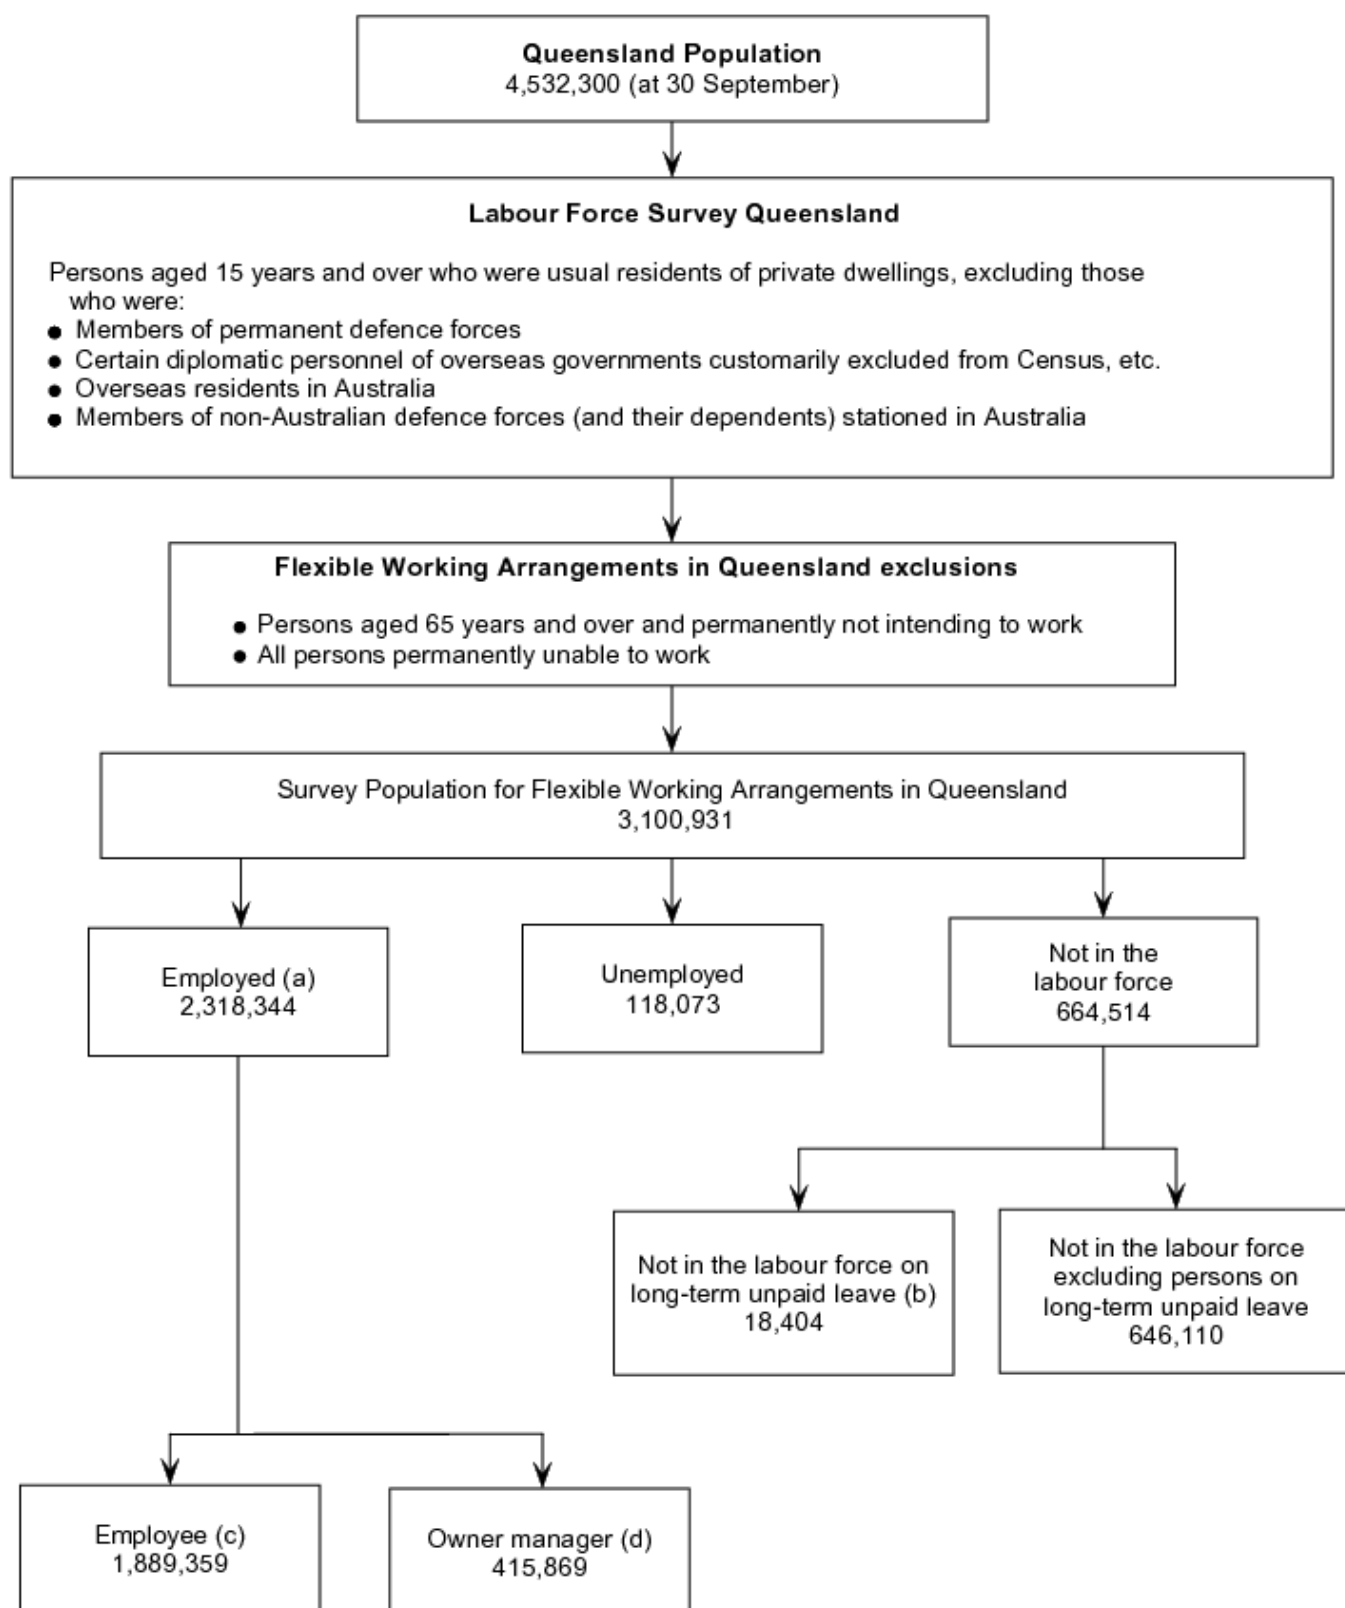 Queensland Population
4,532,300 (at 30 September)
Labour Force Survey Queensland
Persons aged 15 years and over who were usual residents of private dwellings, excluding those
who were:
● Members of permanent defence forces
● Certain diplomatic personnel of overseas governments customarily excluded from Census, etc.
● Overseas residents in Australia
● Members of non-Australian defence forces (and their dependents) stationed in Australia
Flexible Working Arrangements in Queensland exclusions
● Persons aged 65 years and over and permanently not intending to work
● All persons permanently unable to work
Survey Population for Flexible Working Arrangements in Queensland
3,100,931
Employed (a)
2,318,344
Unemployed
118,073
Not in the
labour force
664,514
Not in the labour force on
long-term unpaid leave (b)
18,404
Not in the labour force
excluding persons on
long-term unpaid leave
646,110
Employee (c)
1,889,359
Owner manager (d)
415,869